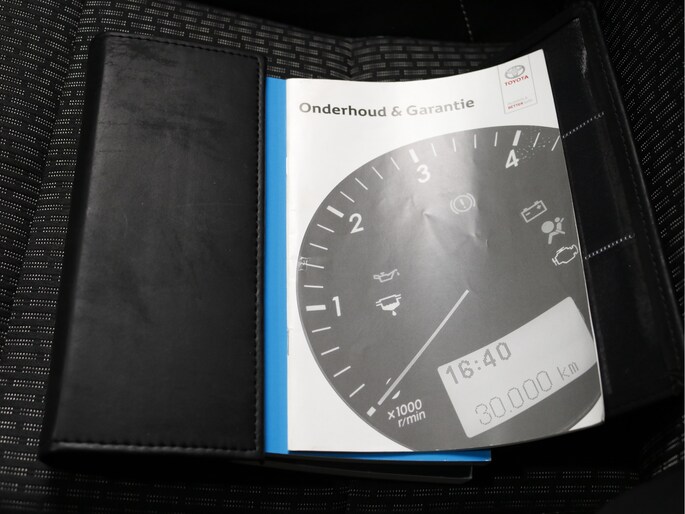 TOYOTA
Onderhoud & Garantie
4
3
2
1
16:40
30.000 km
x1000
r/min